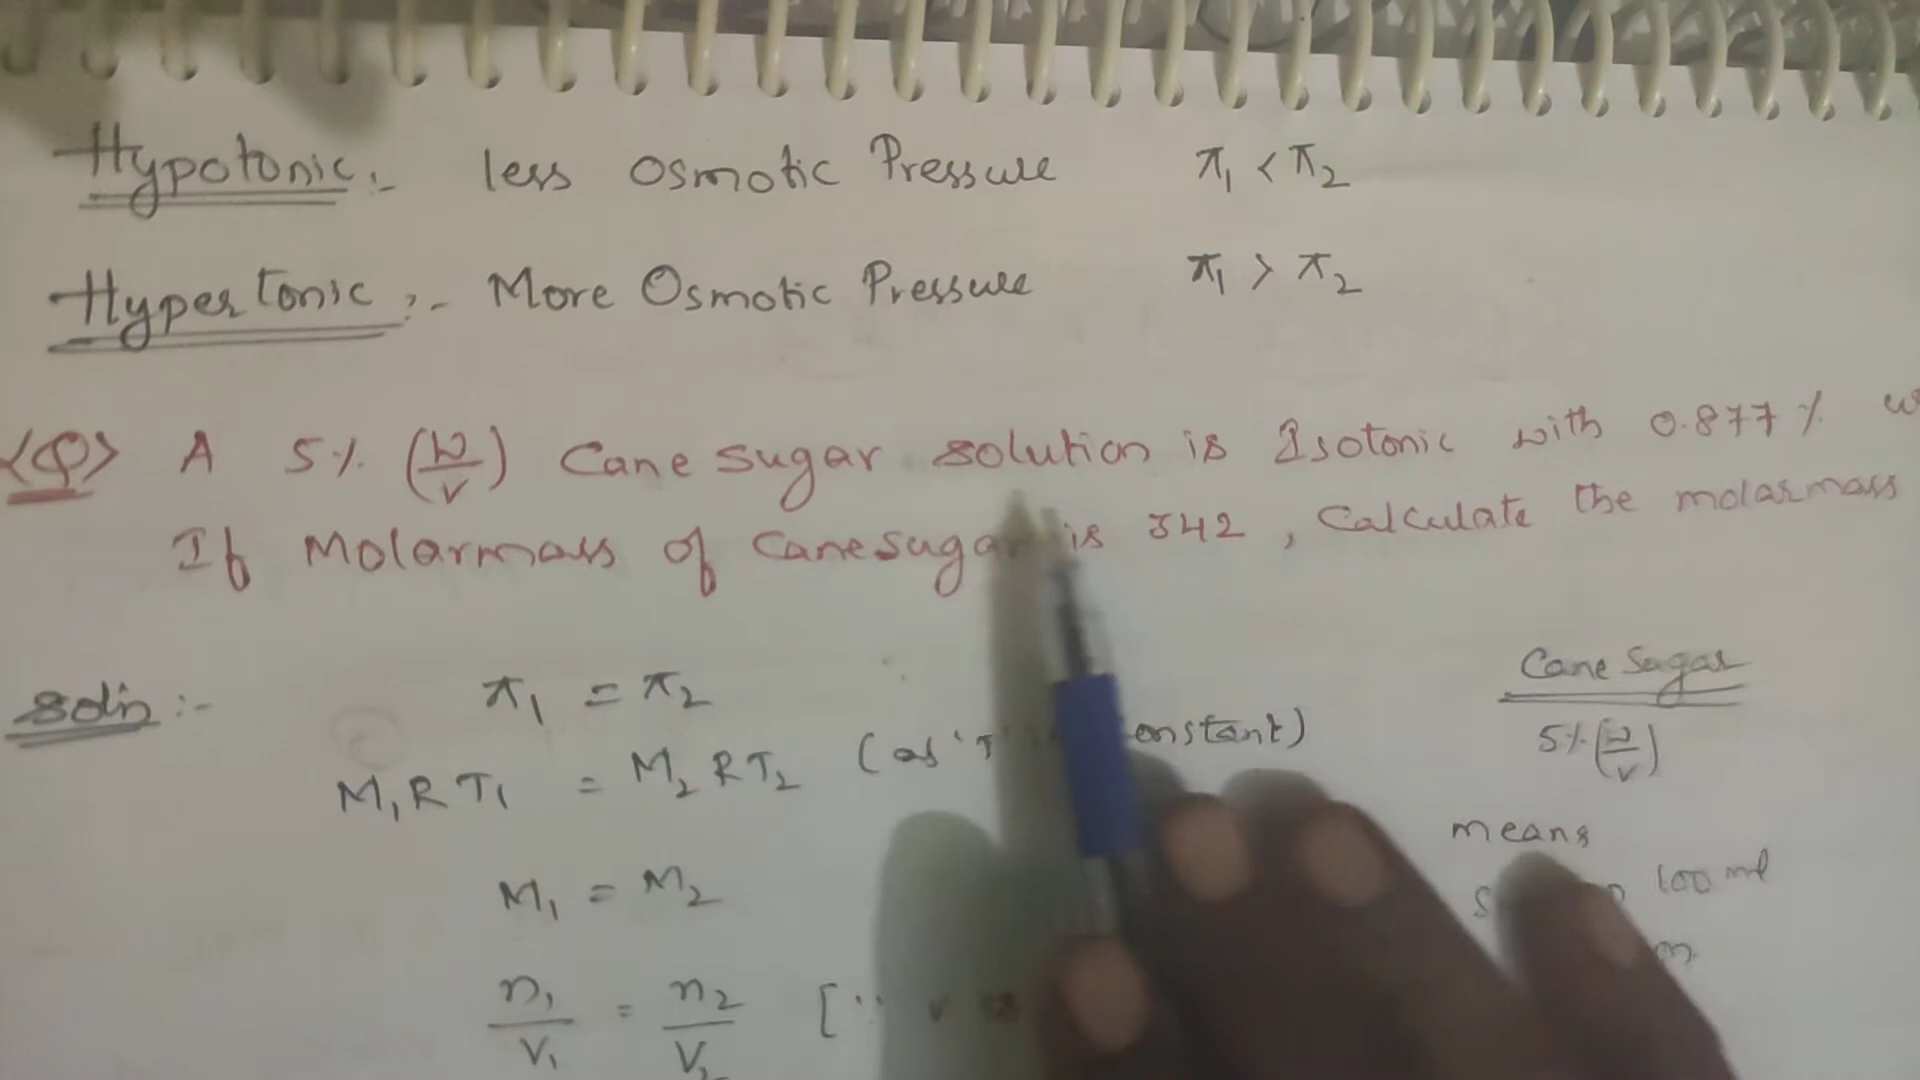 Hypotonic:- less Osmotic Pressure π₁ < π₂
Hypertonic:- More Osmotic Pressure π₁ > π₂
<Q> A 5% (W/V) Cane sugar solution is Isotonic with 0.877%
If Molarmass of Canesugar is 342, Calculate the molarmass
Soln:- π₁ = π₂
M₁RT₁ = M₂RT₂ (as 'T' constant)
M₁ = M₂
n₁/V₁ = n₂/V₂ [∵ V
Cane Sugar
5% (W/V)
means
100 ml